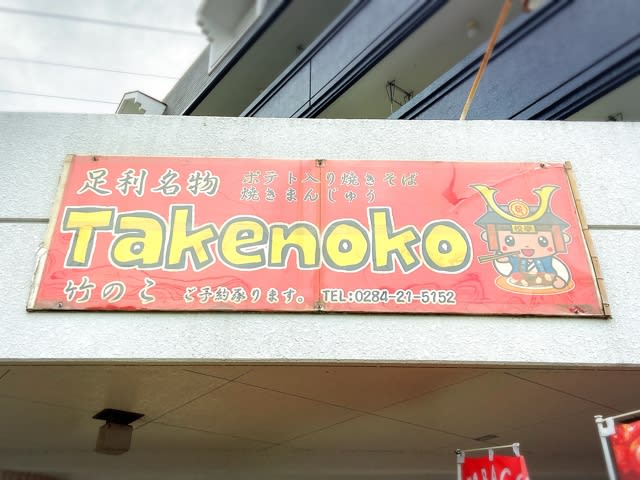 足利名物
ポテト入り焼きそば
焼きまんじゅう
Takenoko
竹のこ ご予約承ります。 TEL:0284-21-5152